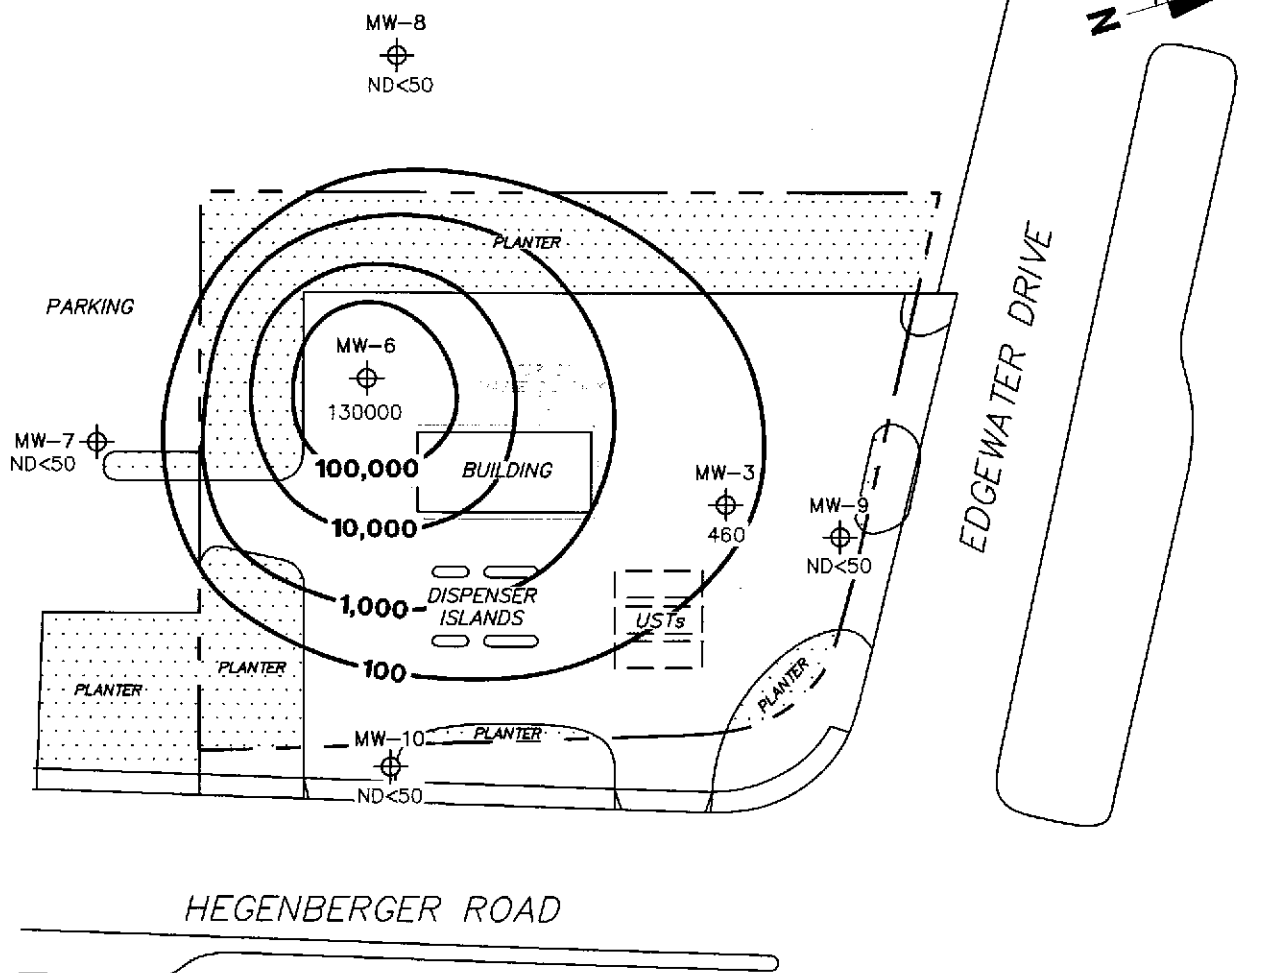 MW-8
ND<50
N
PLANTER
PARKING
EDGEWATER DRIVE
MW-6
130000
MW-7
ND<50
100,000
BUILDING
MW-3
460
MW-9
ND<50
10,000
1,000
DISPENSER
ISLANDS
USTs
100
PLANTER
PLANTER
PLANTER
MW-10
PLANTER
ND<50
HEGENBERGER ROAD